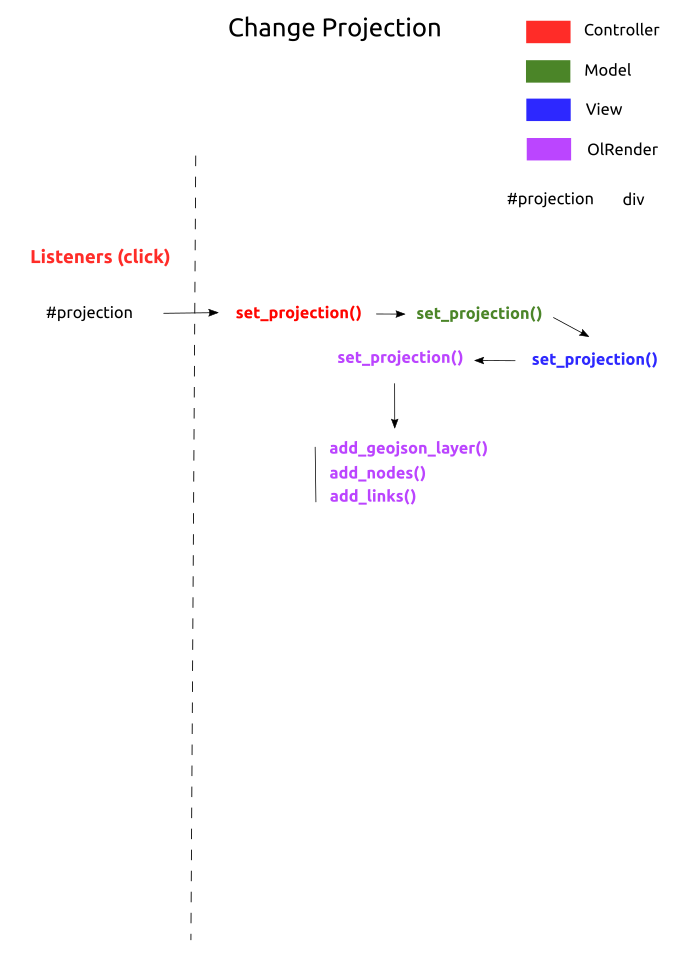 Change Projection
Controller
Model
View
OlRender
#projection div
Listeners (click)
#projection set_projection() set_projection()
set_projection() set_projection()
add_geojson_layer()
add_nodes()
add_links()